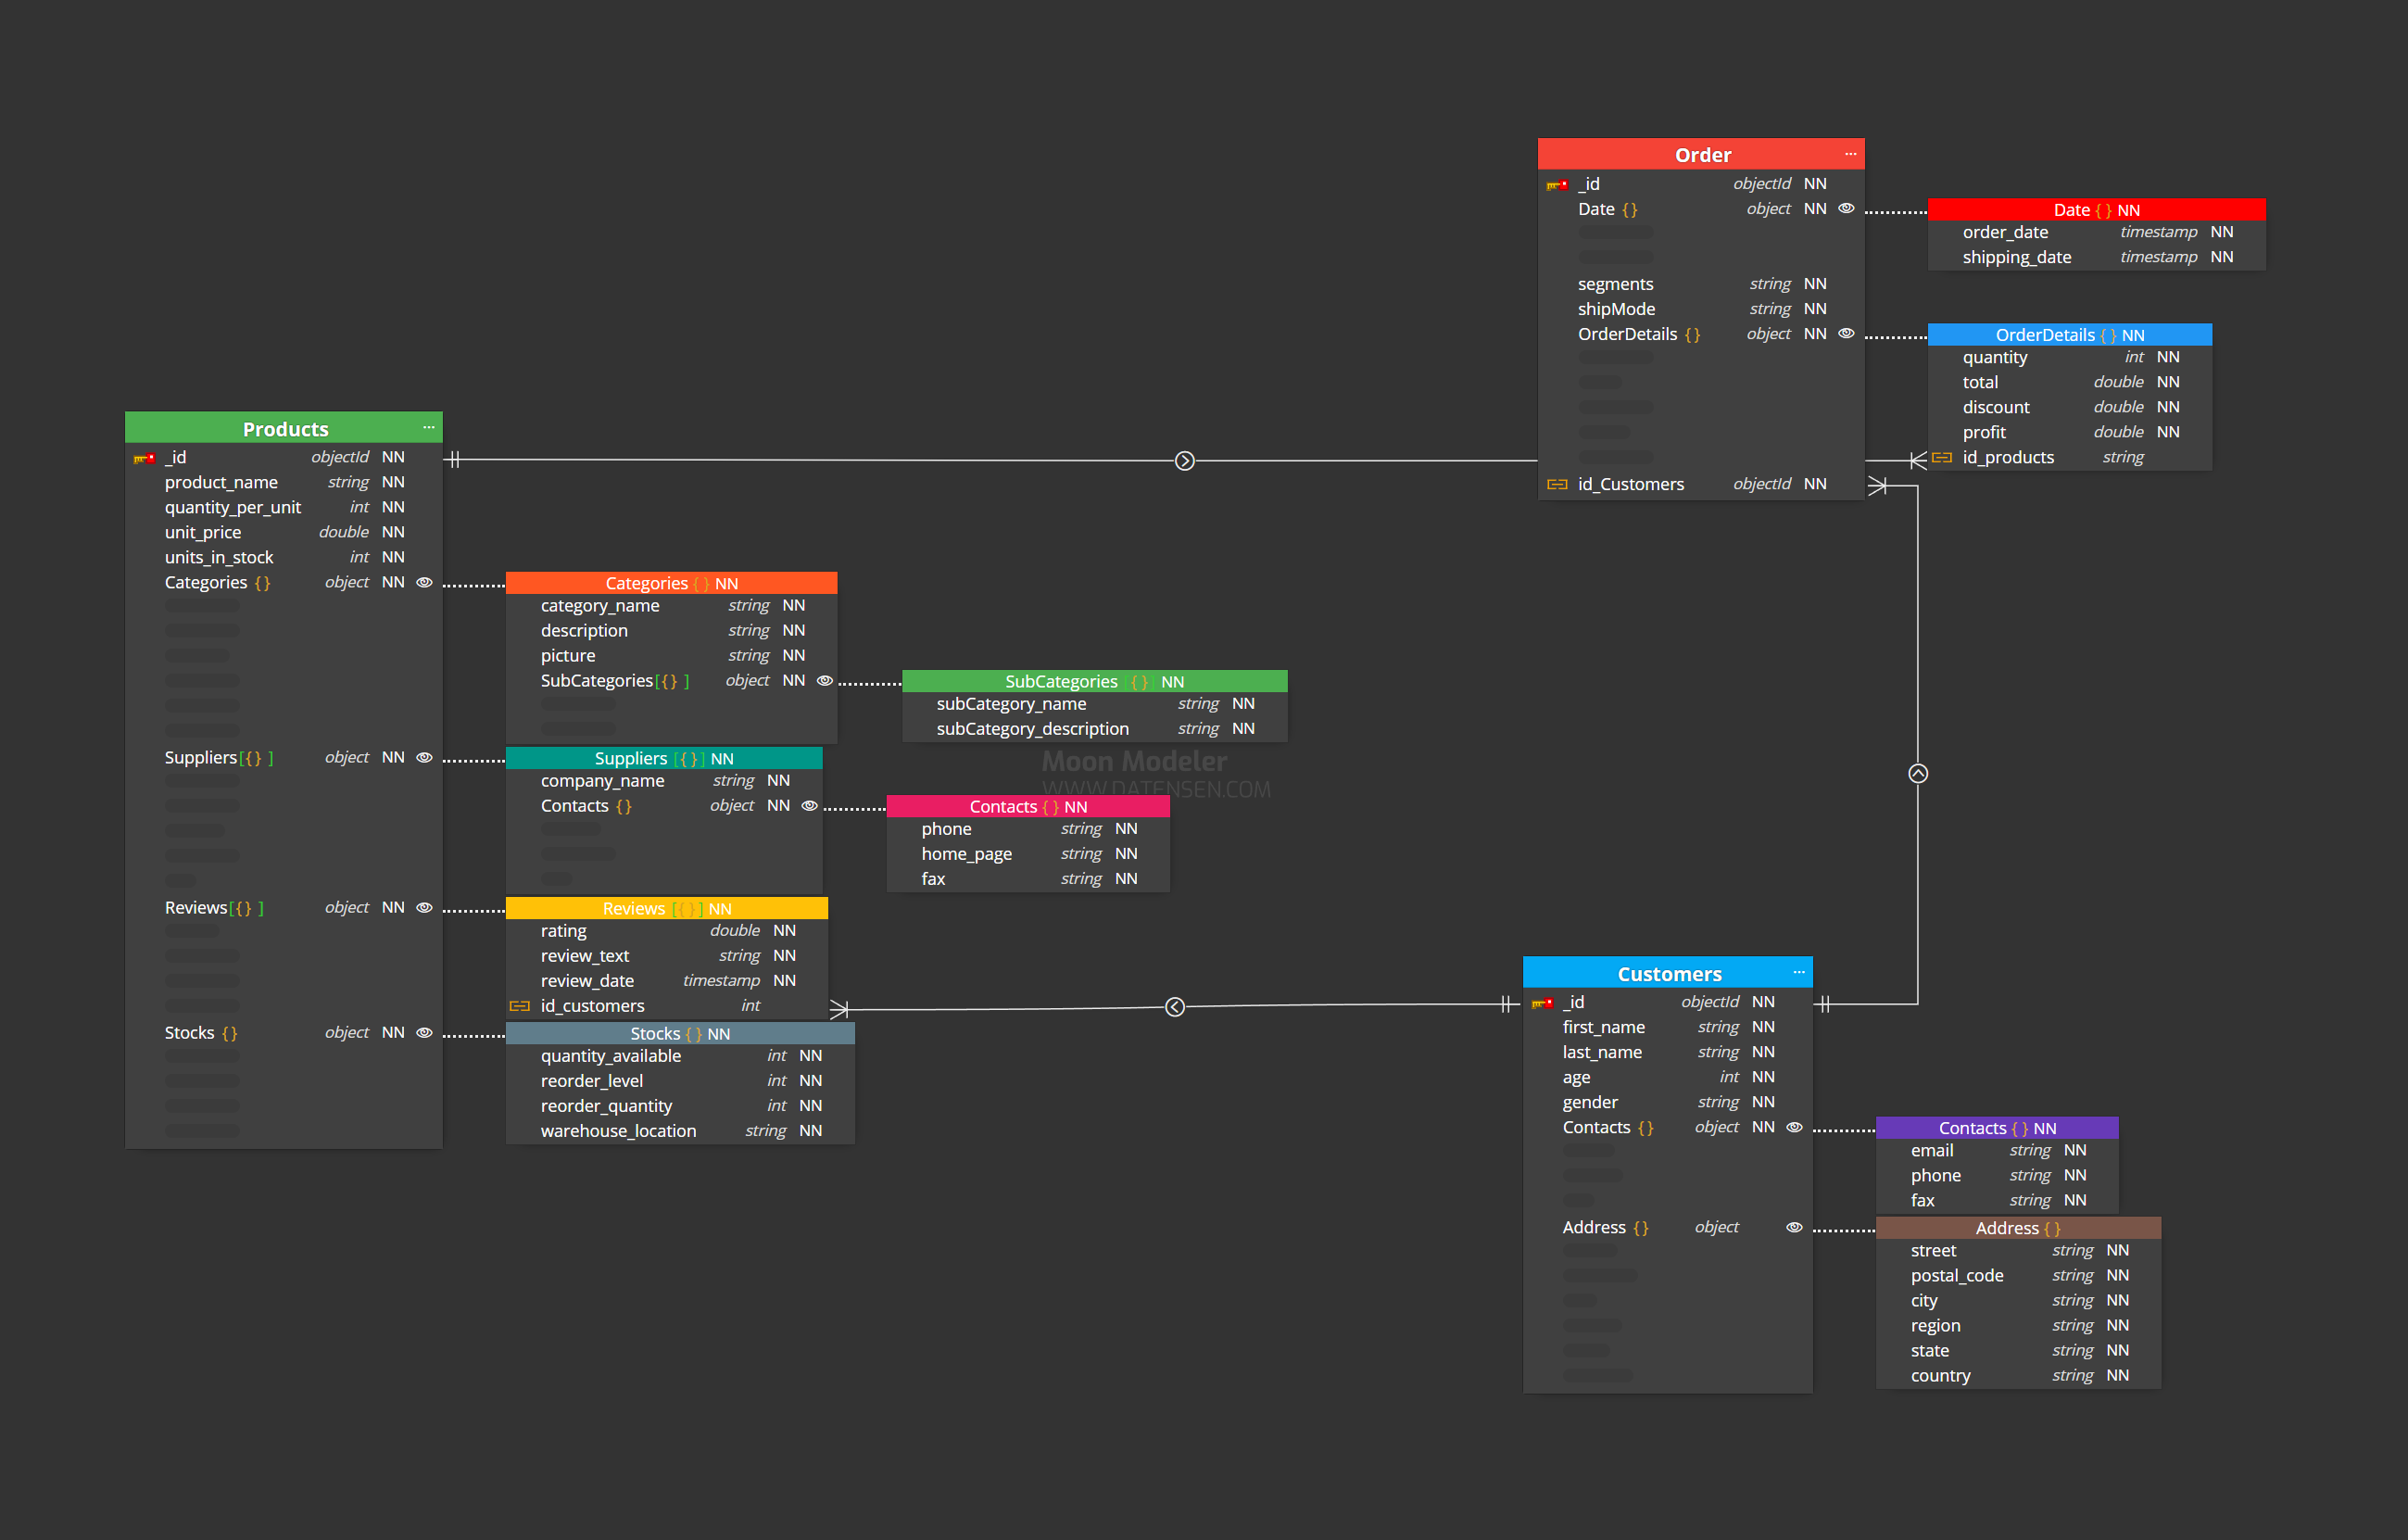 Order ...
_id objectId NN
Date {} object NN
segments string NN
shipMode string NN
OrderDetails {} object NN
id_Customers objectId NN
Date { } NN
order_date timestamp NN
shipping_date timestamp NN
OrderDetails { } NN
quantity int NN
total double NN
discount double NN
profit double NN
id_products string
Products ...
_id objectId NN
product_name string NN
quantity_per_unit int NN
unit_price double NN
units_in_stock int NN
Categories {} object NN
Suppliers[{} ] object NN
Reviews[{} ] object NN
Stocks {} object NN
Categories { } NN
category_name string NN
description string NN
picture string NN
SubCategories[{} ] object NN
SubCategories [{ }] NN
subCategory_name string NN
subCategory_description string NN
Moon Modeler
WWW.DATENSEN.COM
Suppliers [{ }] NN
company_name string NN
Contacts {} object NN
Contacts { } NN
phone string NN
home_page string NN
fax string NN
Reviews [{ }] NN
rating double NN
review_text string NN
review_date timestamp NN
id_customers int
Stocks { } NN
quantity_available int NN
reorder_level int NN
reorder_quantity int NN
warehouse_location string NN
Customers ...
_id objectId NN
first_name string NN
last_name string NN
age int NN
gender string NN
Contacts {} object NN
Address {} object
Contacts { } NN
email string NN
phone string NN
fax string NN
Address { }
street string NN
postal_code string NN
city string NN
region string NN
state string NN
country string NN